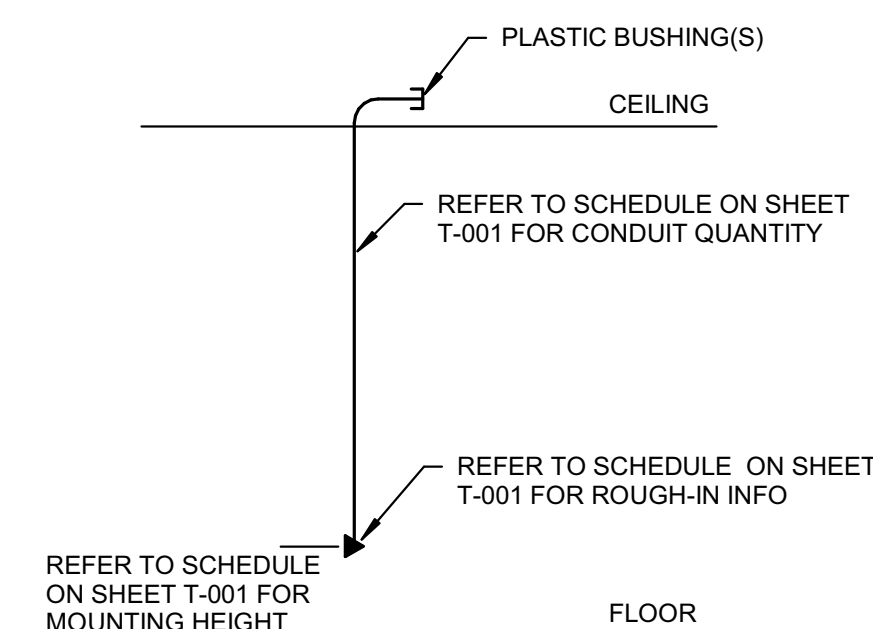 PLASTIC BUSHING(S)
CEILING
REFER TO SCHEDULE ON SHEET
T-001 FOR CONDUIT QUANTITY
REFER TO SCHEDULE ON SHEET
T-001 FOR ROUGH-IN INFO
REFER TO SCHEDULE
ON SHEET T-001 FOR
MOUNTING HEIGHT
FLOOR